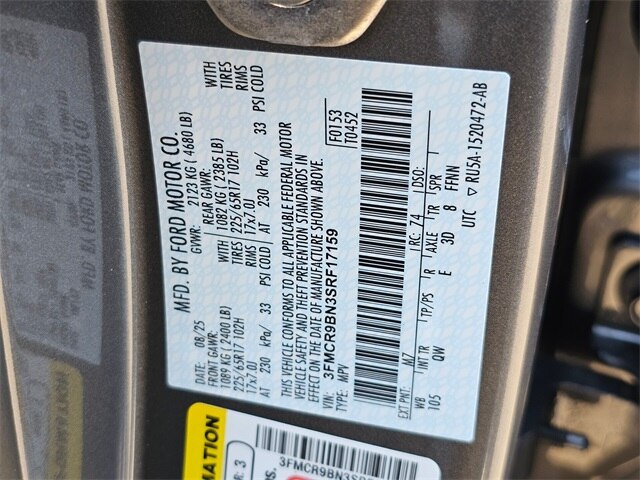 MFD. BY FORD MOTOR CO.
DATE: 08/25 GVWR: 2123 KG ( 4680 LB)
FRONT GAWR: REAR GAWR:
1089 KG ( 2400 LB) 1082 KG ( 2385 LB) WITH
225/65R17 102H 225/65R17 102H TIRES
17x7.0J RIMS 17x7.0J RIMS
AT 230 kPa/ 33 PSI COLD AT 230 kPa/ 33 PSI COLD
THIS VEHICLE CONFORMS TO ALL APPLICABLE FEDERAL MOTOR
VEHICLE SAFETY AND THEFT PREVENTION STANDARDS IN
EFFECT ON THE DATE OF MANUFACTURE SHOWN ABOVE.
VIN: 3FMCR9BN3SRF17159
TYPE: MPV
F0153
T0452
EXT PNT: M7 RC: 74 DSO:
WB INT TR TP/PS R AXLE TR SPR
105 QW E 3D 8 FFMN
UTC ▽ RU5A-1520472-AB
MATION
R: 3
3FMCR9BN3SRF